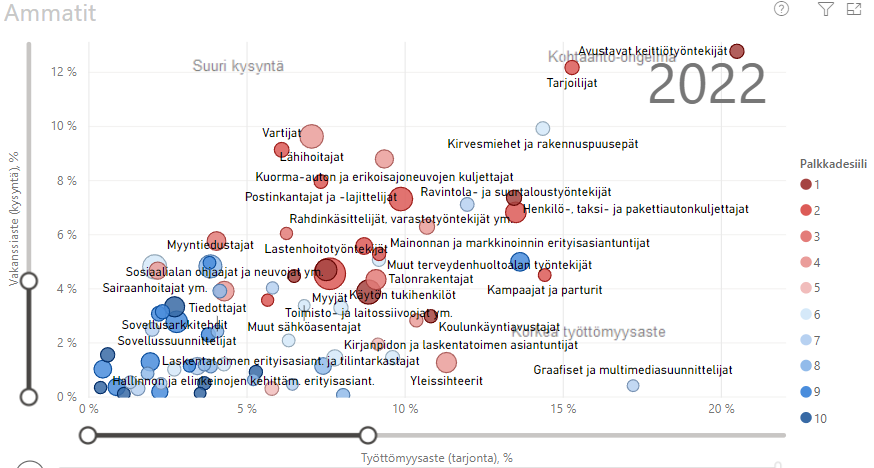 Ammatit
Suuri kysyntä
Kohtaanto-ongelma
2022
Korkea työttömyysaste
Vakanssiaste (kysyntä), %
12 %
10 %
8 %
6 %
4 %
2 %
0 %
Avustavat keittiötyöntekijät
Tarjoilijat
Vartijat
Kirvesmiehet ja rakennuspuusepät
Lähihoitajat
Kuorma-auton ja erikoisajoneuvojen kuljettajat
Postinkantajat ja -lajittelijat
Ravintola- ja suurtaloustyöntekijät
Henkilö-, taksi- ja pakettiautonkuljettajat
Rahdinkäsittelijät, varastotyöntekijät ym.
Myyntiedustajat
Lastenhoitotyöntekijät
Mainonnan ja markkinoinnin erityisasiantuntijat
Sosiaalialan ohjaajat ja neuvojat ym.
Muut terveydenhuoltoalan työntekijät
Talonrakentajat
Sairaanhoitajat ym.
Myyjät
Käytön tukihenkilöt
Kampaajat ja parturit
Tiedottajat
Toimisto- ja laitossiivoojat ym.
Sovellusarkkitehdit
Muut sähköasentajat
Koulunkäyntiavustajat
Sovellussuunnittelijat
Kirjanpidon ja laskentatoimen asiantuntijat
Laskentatoimen erityisasiant. ja tilintarkastajat
Graafiset ja multimediasuunnittelijat
Hallinnon ja elinkeinojen kehittäm. erityisasiant.
Yleissihteerit
0 %
5 %
10 %
15 %
20 %
Työttömyysaste (tarjonta), %
Palkkadesiili
1
2
3
4
5
6
7
8
9
10